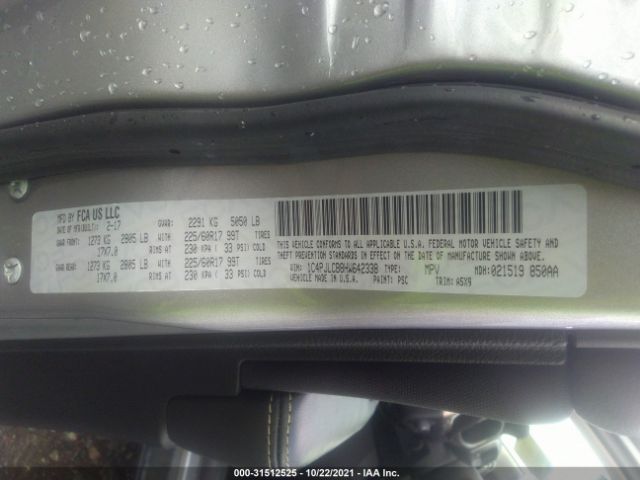 MFD BY FCA US LLC
DATE OF MFR(BUILT): 2-17 GVWR: 2291 KG 5050 LB
GAWR FRONT: 1273 KG 2805 LB WITH 225/60R17 99T TIRES
17X7.0 RIMS AT 230 KPA ( 33 PSI) COLD
GAWR REAR: 1273 KG 2805 LB WITH 225/60R17 99T TIRES
17X7.0 RIMS AT 230 KPA ( 33 PSI) COLD
THIS VEHICLE CONFORMS TO ALL APPLICABLE U.S.A. FEDERAL MOTOR VEHICLE SAFETY AND
THEFT PREVENTION STANDARDS IN EFFECT ON THE DATE OF MANUFACTURE SHOWN ABOVE.
VIN: 1C4PJLCB8HW642338 TYPE: MPV MDH: 021519 850AA
VEHICLE MADE IN U.S.A. PAINT: PSC TRIM: A5X9
000-31512525 - 10/22/2021 - IAA Inc.